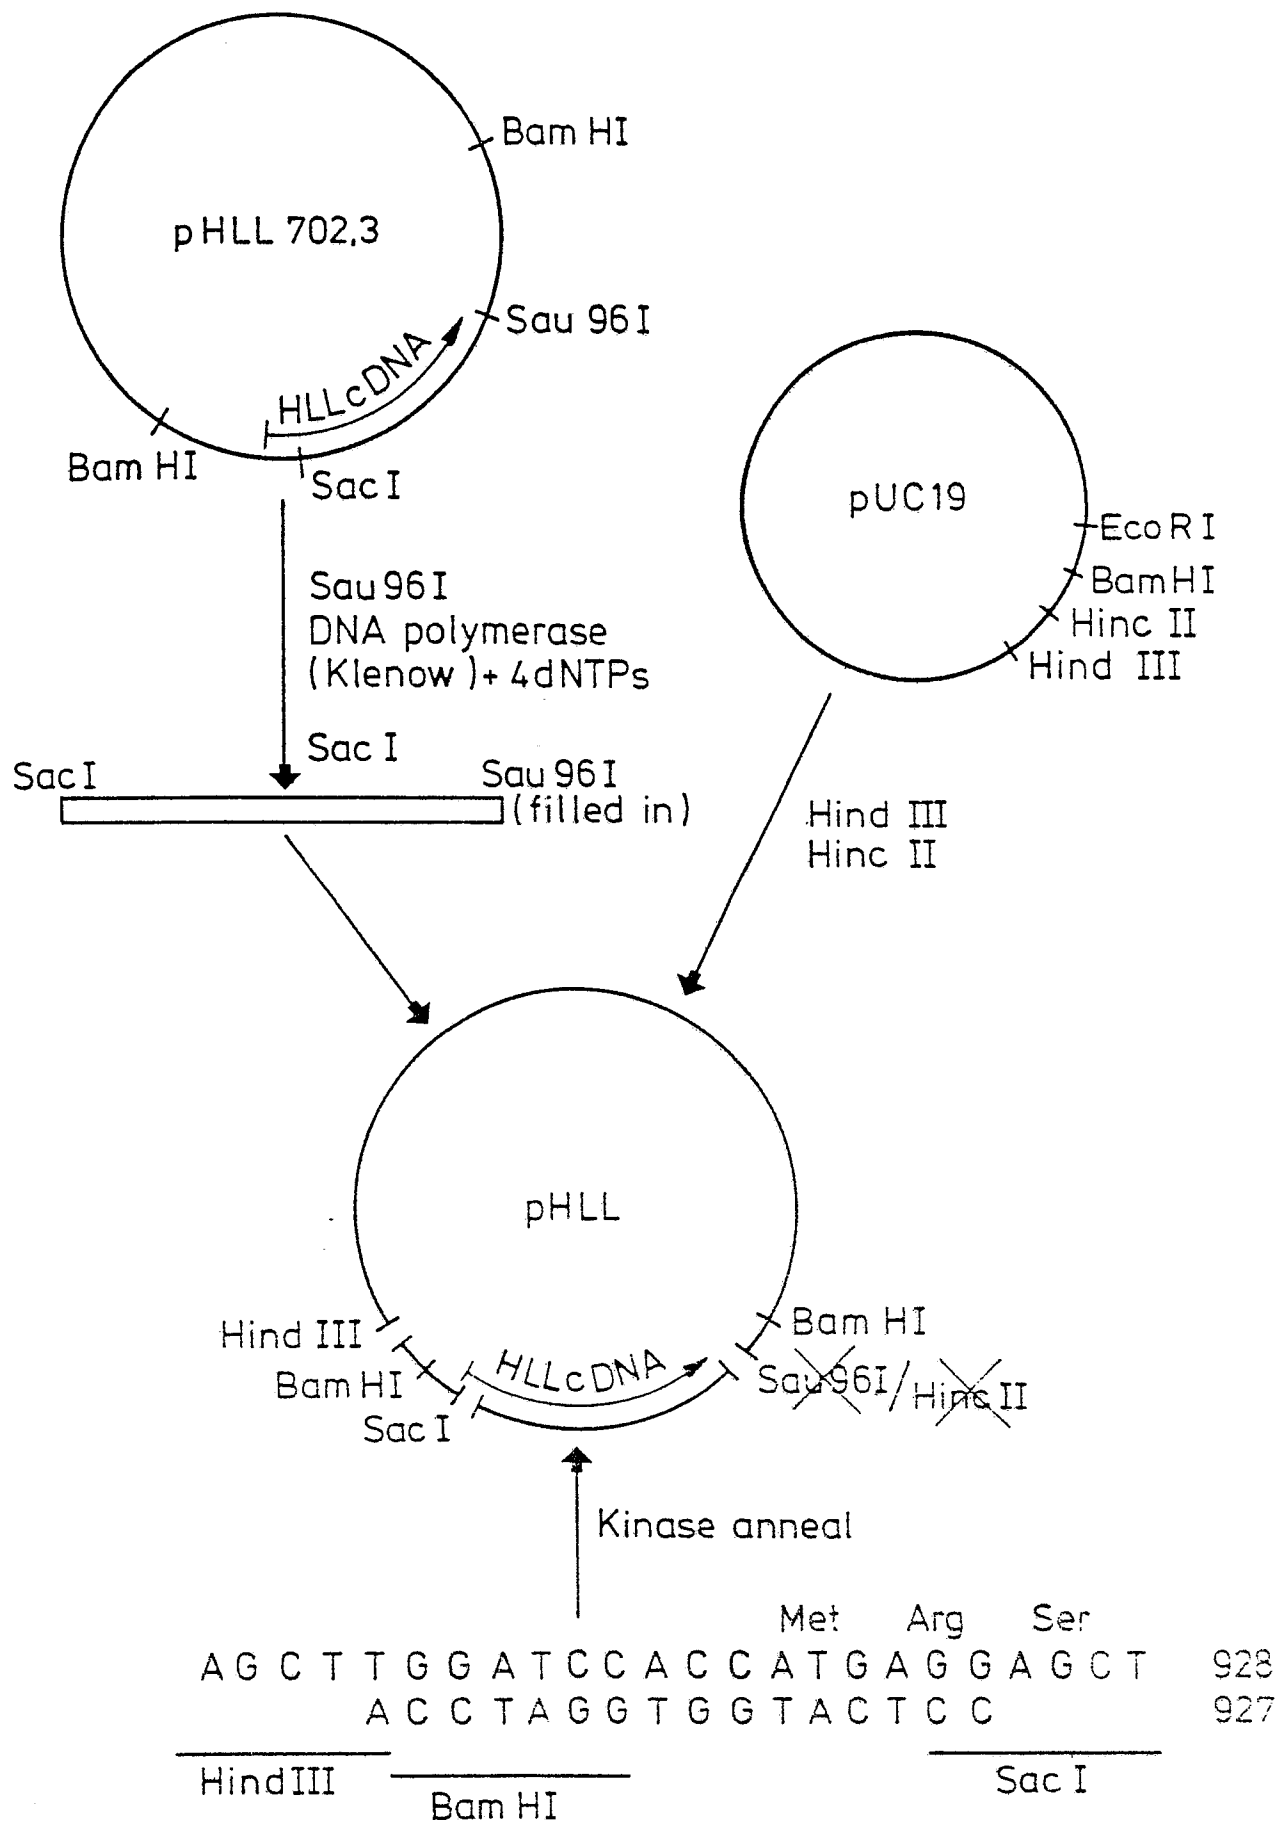 Bam HI
pHLL 702,3
Sau 96 I
HLLcDNA
Bam HI
Sac I
pUC19
Eco R I
BamHI
Hinc II
Hind III
Sau 96 I
DNA polymerase
(Klenow)+ 4dNTPs
Sac I
Sac I
Sau 96 I
(filled in)
Hind III
Hinc II
pHLL
Hind III
Bam HI
Sac I
HLLcDNA
Bam HI
Sau 96 I/Hinc II
Kinase anneal
Met Arg Ser
A G C T T G G A T C C A C C A T G A G G A G C T 928
A C C T A G G T G G T A C T C C 927
Hind III
Bam HI
Sac I